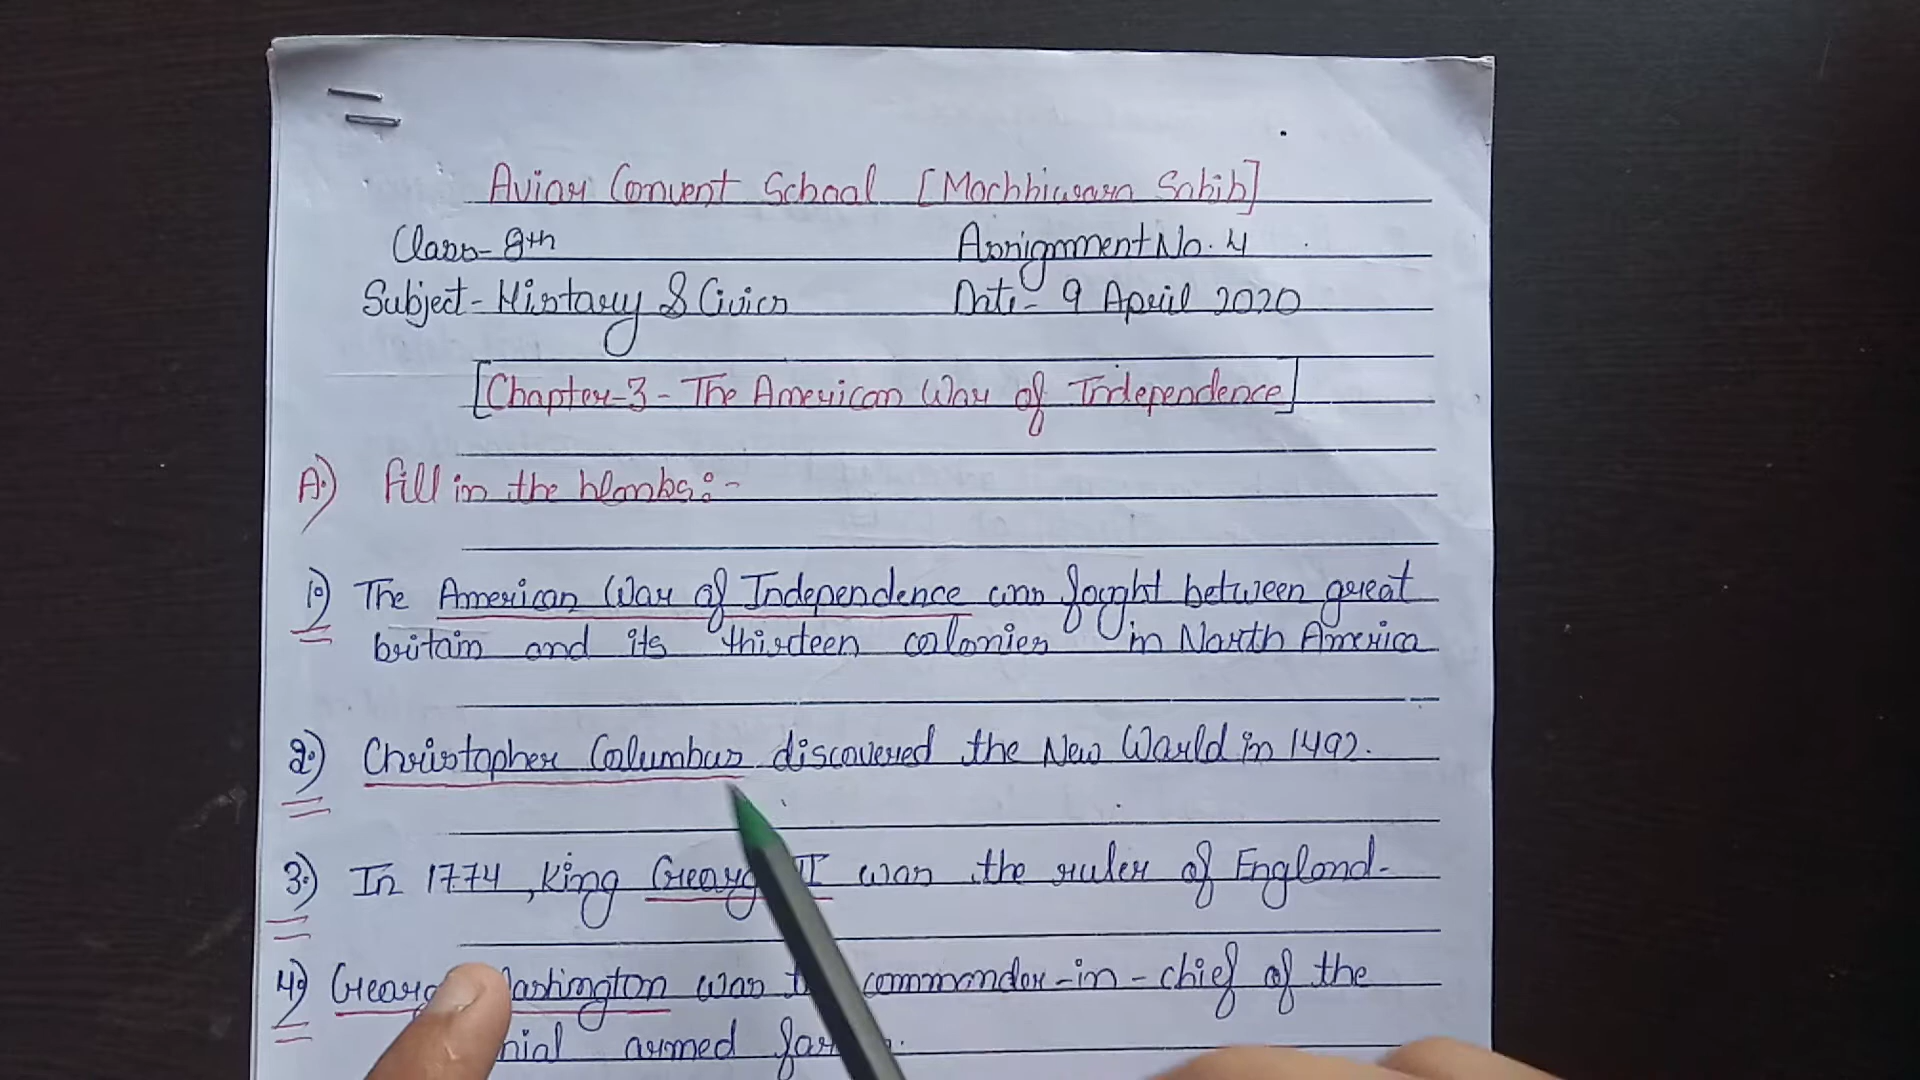 Avior Convent School [Machhiwara Sahib]
Class-8th Assignment No. 4
Subject-History & Civics Date- 9 April 2020
[Chapter-3-The American War of Independence]
A.) Fill in the blanks:-
1.) The American War of Independence was fought between great
britain and its thirteen colonies in North America
2.) Christopher Columbus discovered the New World in 1492.
3.) In 1774, King II was the ruler of England.
4.) Washington was commander-in-chief of the
armed